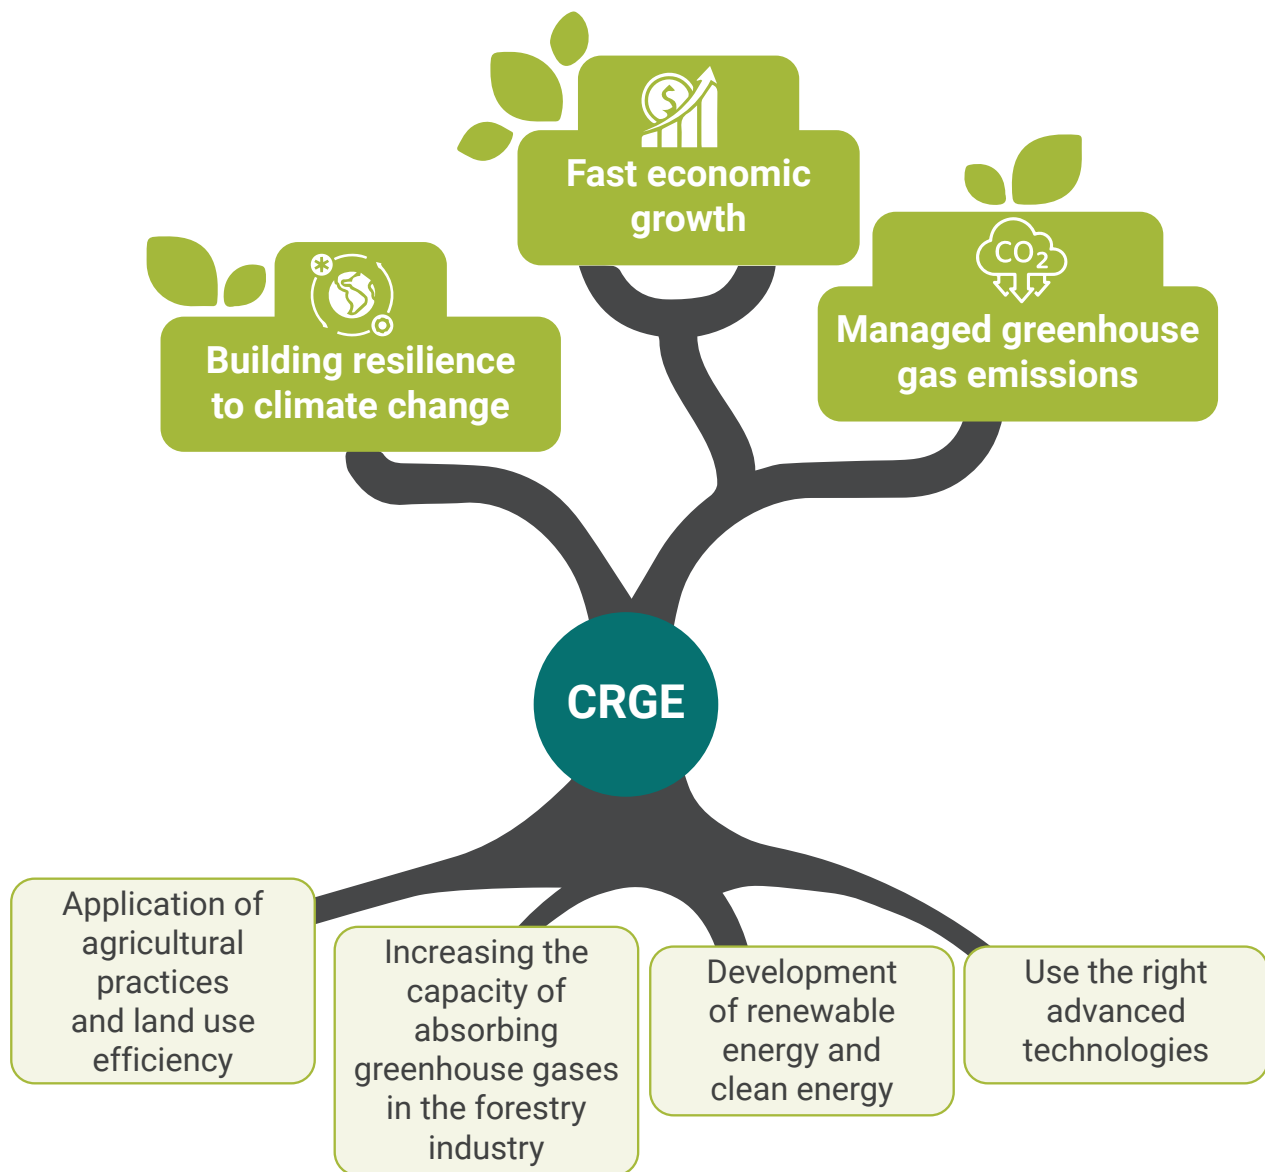 Fast economic
growth
CO2
Managed greenhouse
gas emissions
Building resilience
to climate change
CRGE
Application of
agricultural
practices
and land use
efficiency
Increasing the
capacity of
absorbing
greenhouse gases
in the forestry
industry
Development
of renewable
energy and
clean energy
Use the right
advanced
technologies